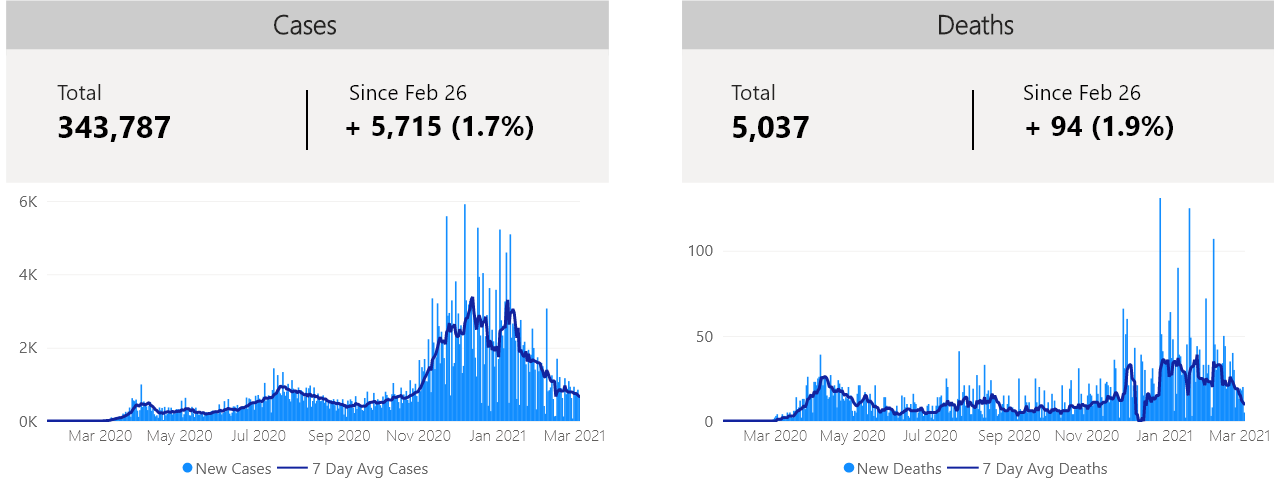 Cases
Total
343,787
Since Feb 26
+ 5,715 (1.7%)
6K
4K
2K
0K
Mar 2020 May 2020 Jul 2020 Sep 2020 Nov 2020 Jan 2021 Mar 2021
New Cases 7 Day Avg Cases
Deaths
Total
5,037
Since Feb 26
+ 94 (1.9%)
100
50
0
Mar 2020 May 2020 Jul 2020 Sep 2020 Nov 2020 Jan 2021 Mar 2021
New Deaths 7 Day Avg Deaths